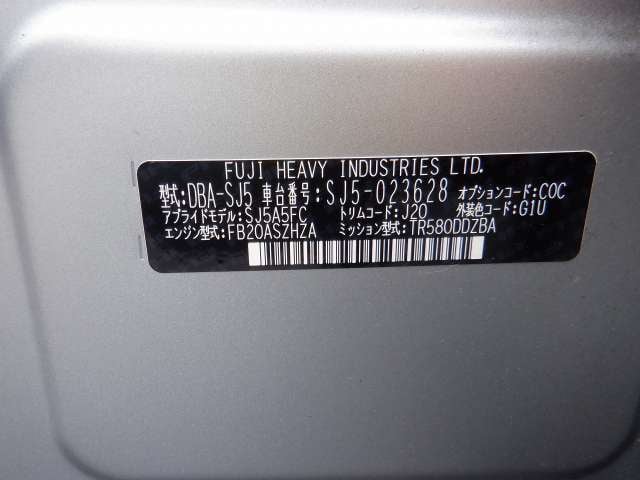 FUJI HEAVY INDUSTRIES LTD.
型式:DBA-SJ5 車台番号:SJ5-023628 オプションコード:COC
アプライドモデル:SJ5A5FC トリムコード:J20 外装色コード:G1U
エンジン型式:FB20ASZHZA ミッション型式:TR580DDZBA